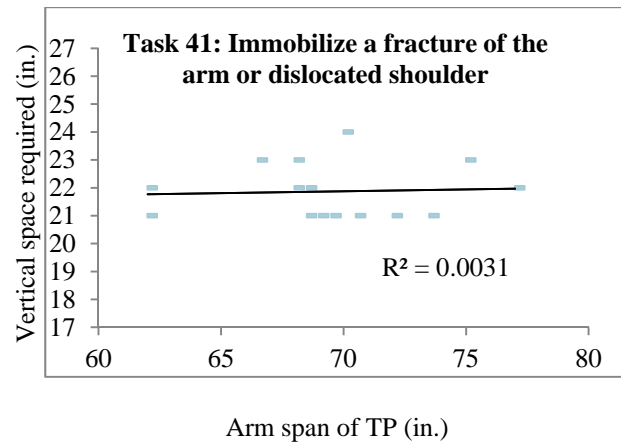 Task 41: Immobilize a fracture of the
arm or dislocated shoulder
Vertical space required (in.)
27
26
25
24
23
22
21
20
19
18
17
R² = 0.0031
60 65 70 75 80
Arm span of TP (in.)